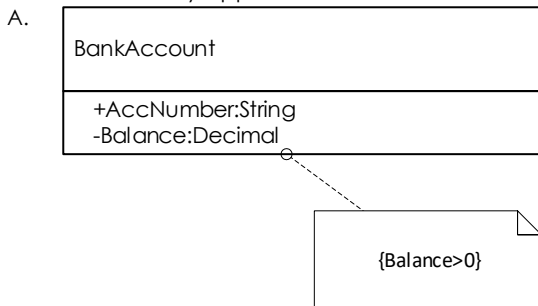 A.
BankAccount
+AccNumber:String
-Balance:Decimal
{Balance>0}